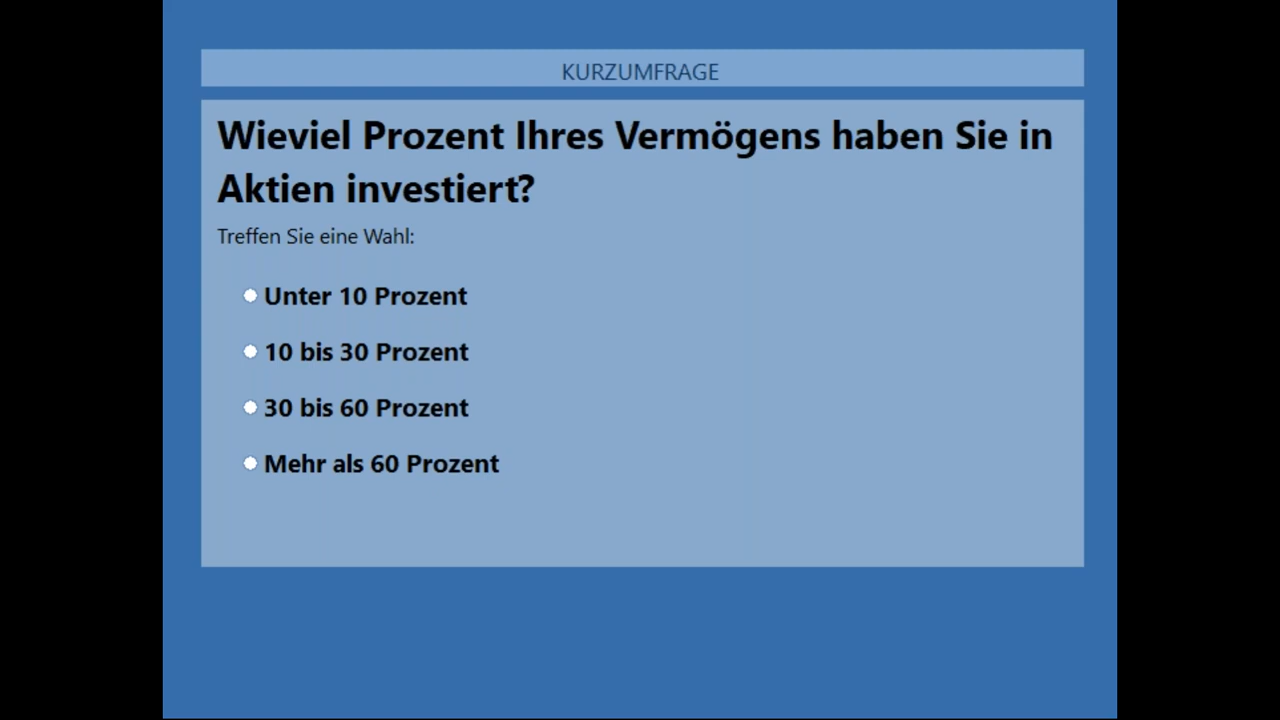 KURZUMFRAGE
Wieviel Prozent Ihres Vermögens haben Sie in
Aktien investiert?
Treffen Sie eine Wahl:
Unter 10 Prozent
10 bis 30 Prozent
30 bis 60 Prozent
Mehr als 60 Prozent